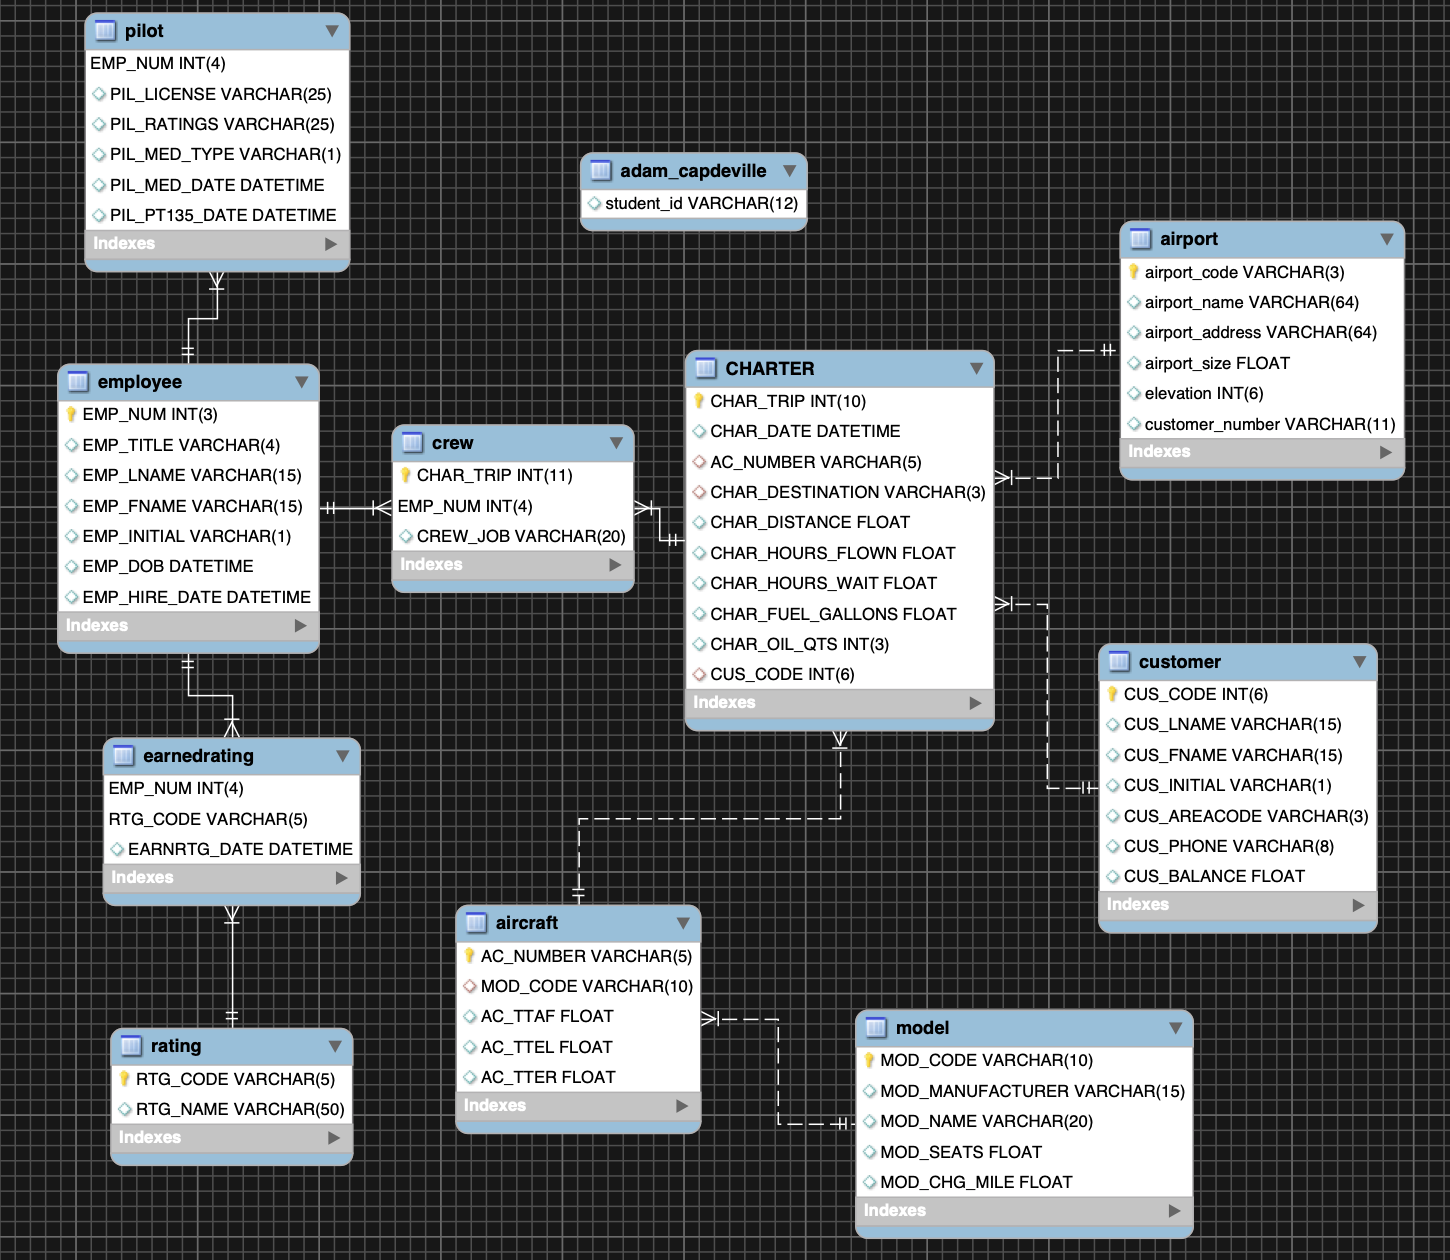 pilot
EMP_NUM INT(4)
PIL_LICENSE VARCHAR(25)
PIL_RATINGS VARCHAR(25)
PIL_MED_TYPE VARCHAR(1)
PIL_MED_DATE DATETIME
PIL_PT135_DATE DATETIME
Indexes
adam_capdeville
student_id VARCHAR(12)
airport
airport_code VARCHAR(3)
airport_name VARCHAR(64)
airport_address VARCHAR(64)
airport_size FLOAT
elevation INT(6)
customer_number VARCHAR(11)
Indexes
employee
EMP_NUM INT(3)
EMP_TITLE VARCHAR(4)
EMP_LNAME VARCHAR(15)
EMP_FNAME VARCHAR(15)
EMP_INITIAL VARCHAR(1)
EMP_DOB DATETIME
EMP_HIRE_DATE DATETIME
Indexes
crew
CHAR_TRIP INT(11)
EMP_NUM INT(4)
CREW_JOB VARCHAR(20)
Indexes
CHARTER
CHAR_TRIP INT(10)
CHAR_DATE DATETIME
AC_NUMBER VARCHAR(5)
CHAR_DESTINATION VARCHAR(3)
CHAR_DISTANCE FLOAT
CHAR_HOURS_FLOWN FLOAT
CHAR_HOURS_WAIT FLOAT
CHAR_FUEL_GALLONS FLOAT
CHAR_OIL_QTS INT(3)
CUS_CODE INT(6)
Indexes
customer
CUS_CODE INT(6)
CUS_LNAME VARCHAR(15)
CUS_FNAME VARCHAR(15)
CUS_INITIAL VARCHAR(1)
CUS_AREACODE VARCHAR(3)
CUS_PHONE VARCHAR(8)
CUS_BALANCE FLOAT
Indexes
earnedrating
EMP_NUM INT(4)
RTG_CODE VARCHAR(5)
EARNRTG_DATE DATETIME
Indexes
aircraft
AC_NUMBER VARCHAR(5)
MOD_CODE VARCHAR(10)
AC_TTAF FLOAT
AC_TTEL FLOAT
AC_TTER FLOAT
Indexes
rating
RTG_CODE VARCHAR(5)
RTG_NAME VARCHAR(50)
Indexes
model
MOD_CODE VARCHAR(10)
MOD_MANUFACTURER VARCHAR(15)
MOD_NAME VARCHAR(20)
MOD_SEATS FLOAT
MOD_CHG_MILE FLOAT
Indexes